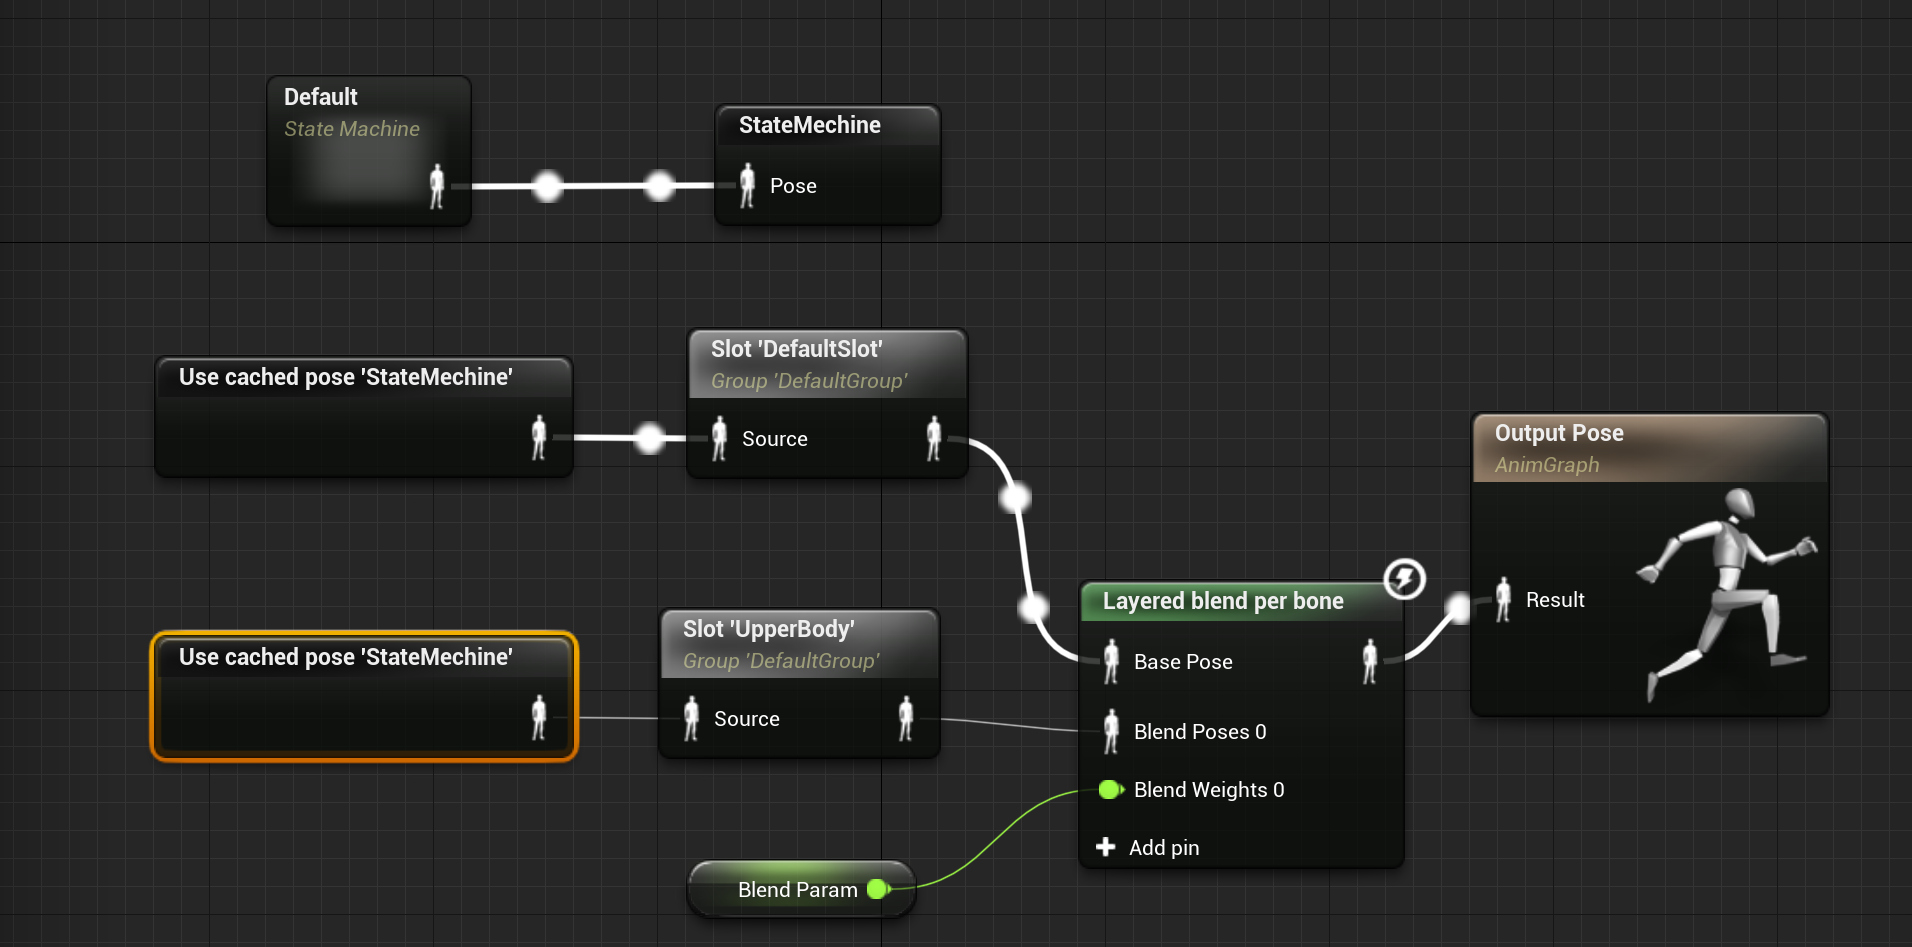 Default
State Machine
StateMechine
Pose
Use cached pose 'StateMechine'
Slot 'DefaultSlot'
Group 'DefaultGroup'
Source
Output Pose
AnimGraph
Result
Use cached pose 'StateMechine'
Slot 'UpperBody'
Group 'DefaultGroup'
Source
Layered blend per bone
Base Pose
Blend Poses 0
Blend Weights 0
Add pin
Blend Param